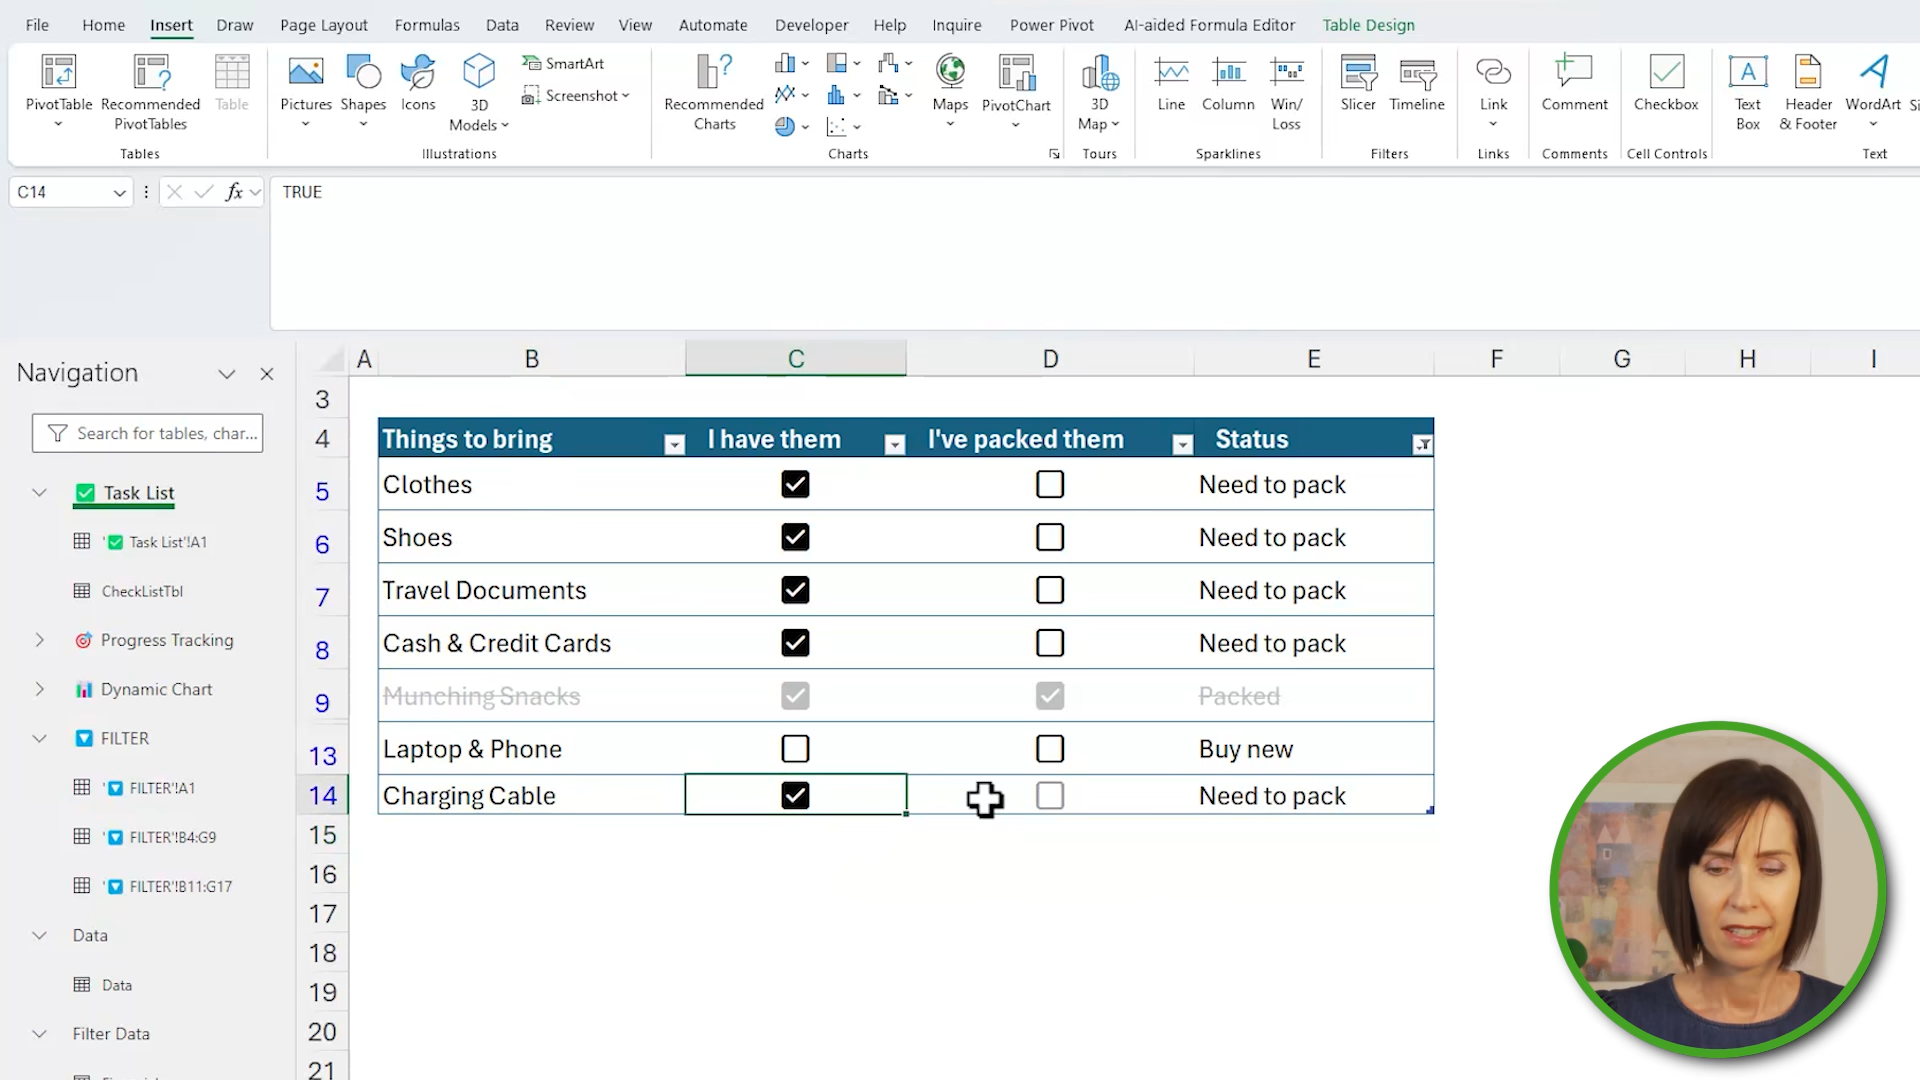 File Home Insert Draw Page Layout Formulas Data Review View Automate Developer Help Inquire Power Pivot AI-aided Formula Editor Table Design
PivotTable Recommended PivotTables Table
Tables
Pictures Shapes Icons 3D Models SmartArt Screenshot
Illustrations
Recommended Charts Maps PivotChart
Charts
3D Map
Tours
Line Column Win/Loss
Sparklines
Slicer Timeline
Filters
Link
Links
Comment
Comments
Checkbox
Cell Controls
Text Box Header & Footer WordArt
Text
C14 fx TRUE
Navigation
Search for tables, char...
Task List
'Task List'!A1
CheckListTbl
Progress Tracking
Dynamic Chart
FILTER
'FILTER'!A1
'FILTER'!B4:G9
'FILTER'!B11:G17
Data
Data
Filter Data
A B C D E F G H I
3
4 Things to bring I have them I've packed them Status
5 Clothes Need to pack
6 Shoes Need to pack
7 Travel Documents Need to pack
8 Cash & Credit Cards Need to pack
9 Munching Snacks Packed
13 Laptop & Phone Buy new
14 Charging Cable Need to pack
15
16
17
18
19
20
21